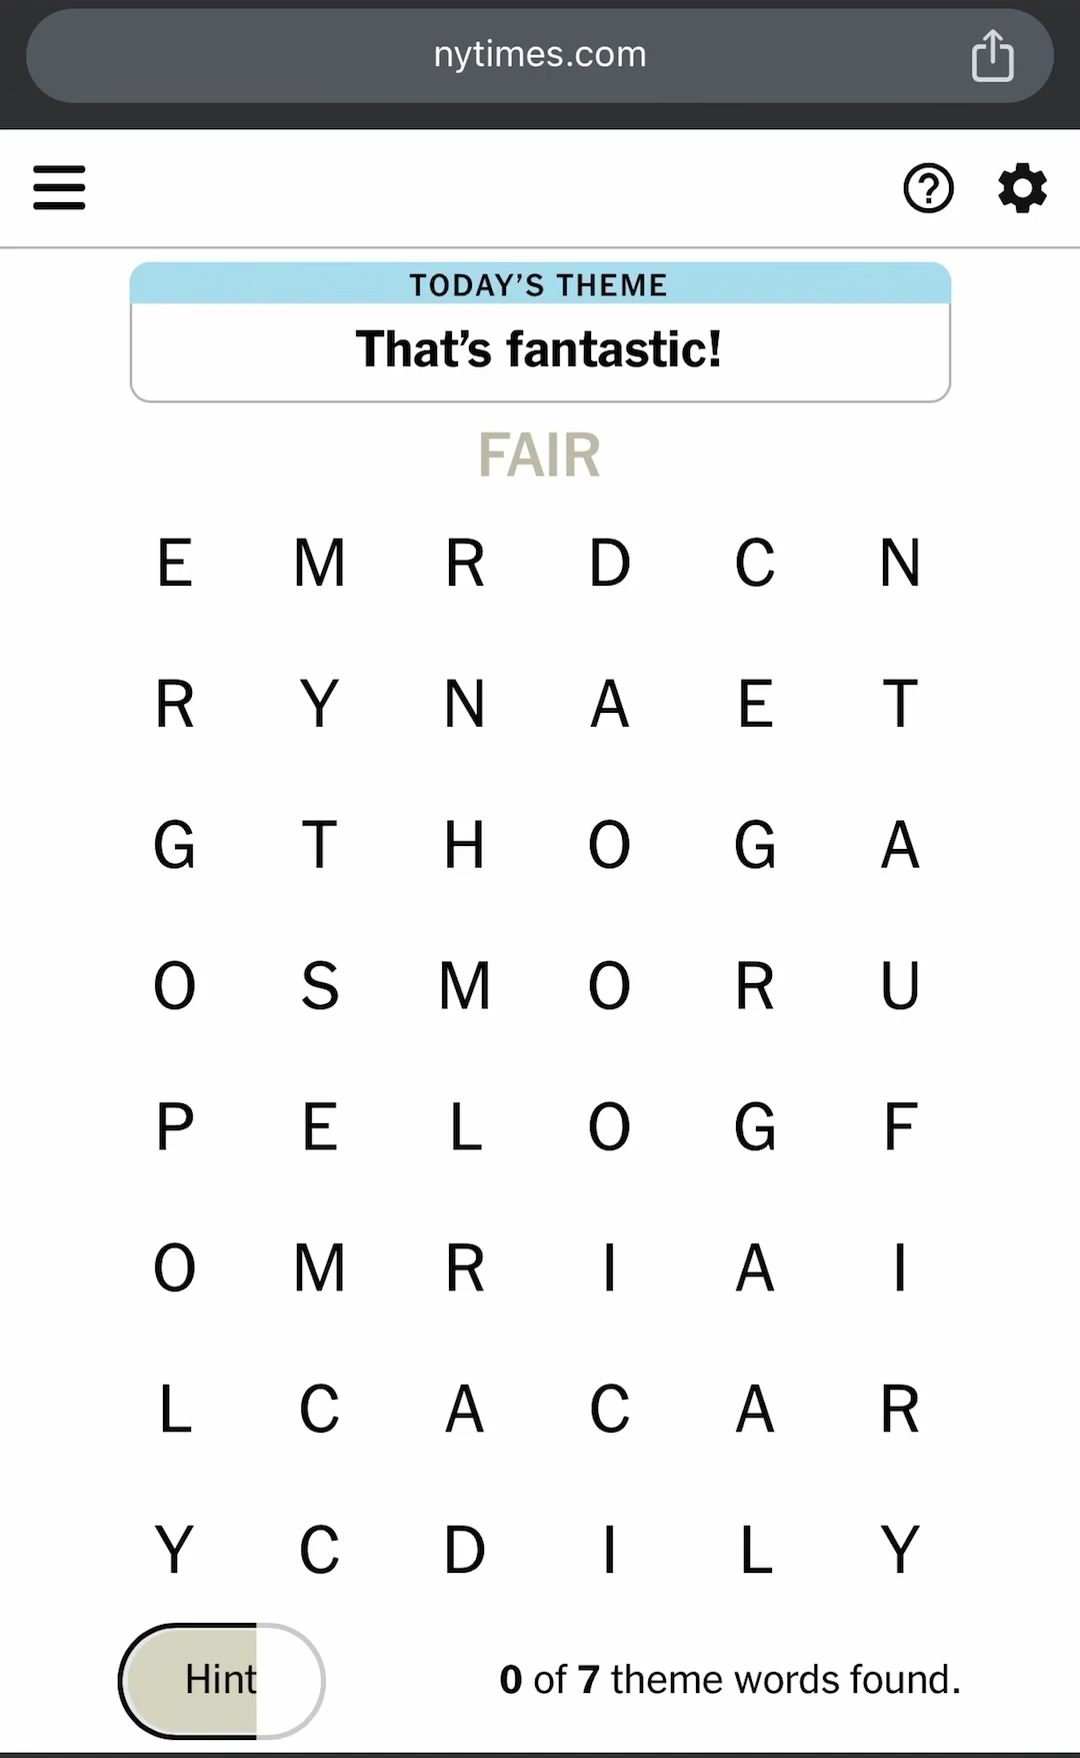 nytimes.com
TODAY’S THEME
That’s fantastic!
FAIR
E M R D C N
R Y N A E T
G T H O G A
O S M O R U
P E L O G F
O M R I A I
L C A C A R
Y C D I L Y
Hint
0 of 7 theme words found.